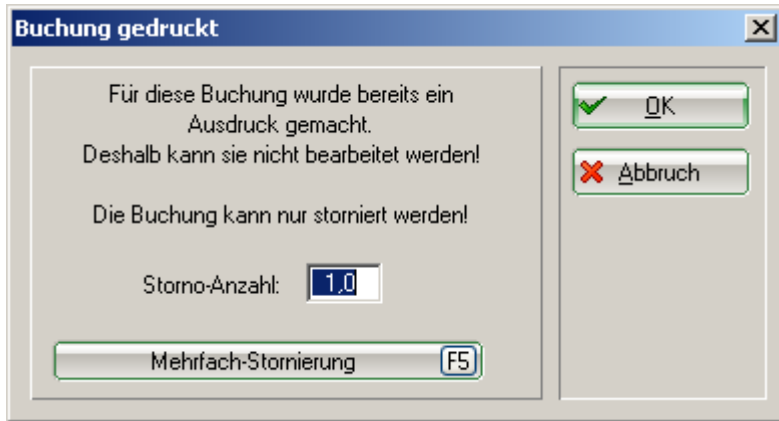 Buchung gedruckt
Für diese Buchung wurde bereits ein
Ausdruck gemacht.
Deshalb kann sie nicht bearbeitet werden!
Die Buchung kann nur storniert werden!
Storno-Anzahl: 1,0
Mehrfach-Stornierung F5
OK
Abbruch